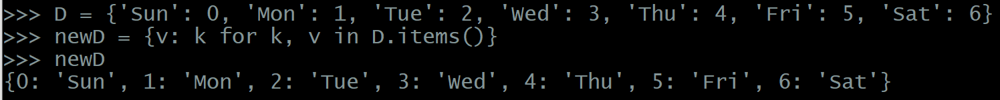 >>> D = {'Sun': 0, 'Mon': 1, 'Tue': 2, 'Wed': 3, 'Thu': 4, 'Fri': 5, 'Sat': 6}
>>> newD = {v: k for k, v in D.items()}
>>> newD
{0: 'Sun', 1: 'Mon', 2: 'Tue', 3: 'Wed', 4: 'Thu', 5: 'Fri', 6: 'Sat'}